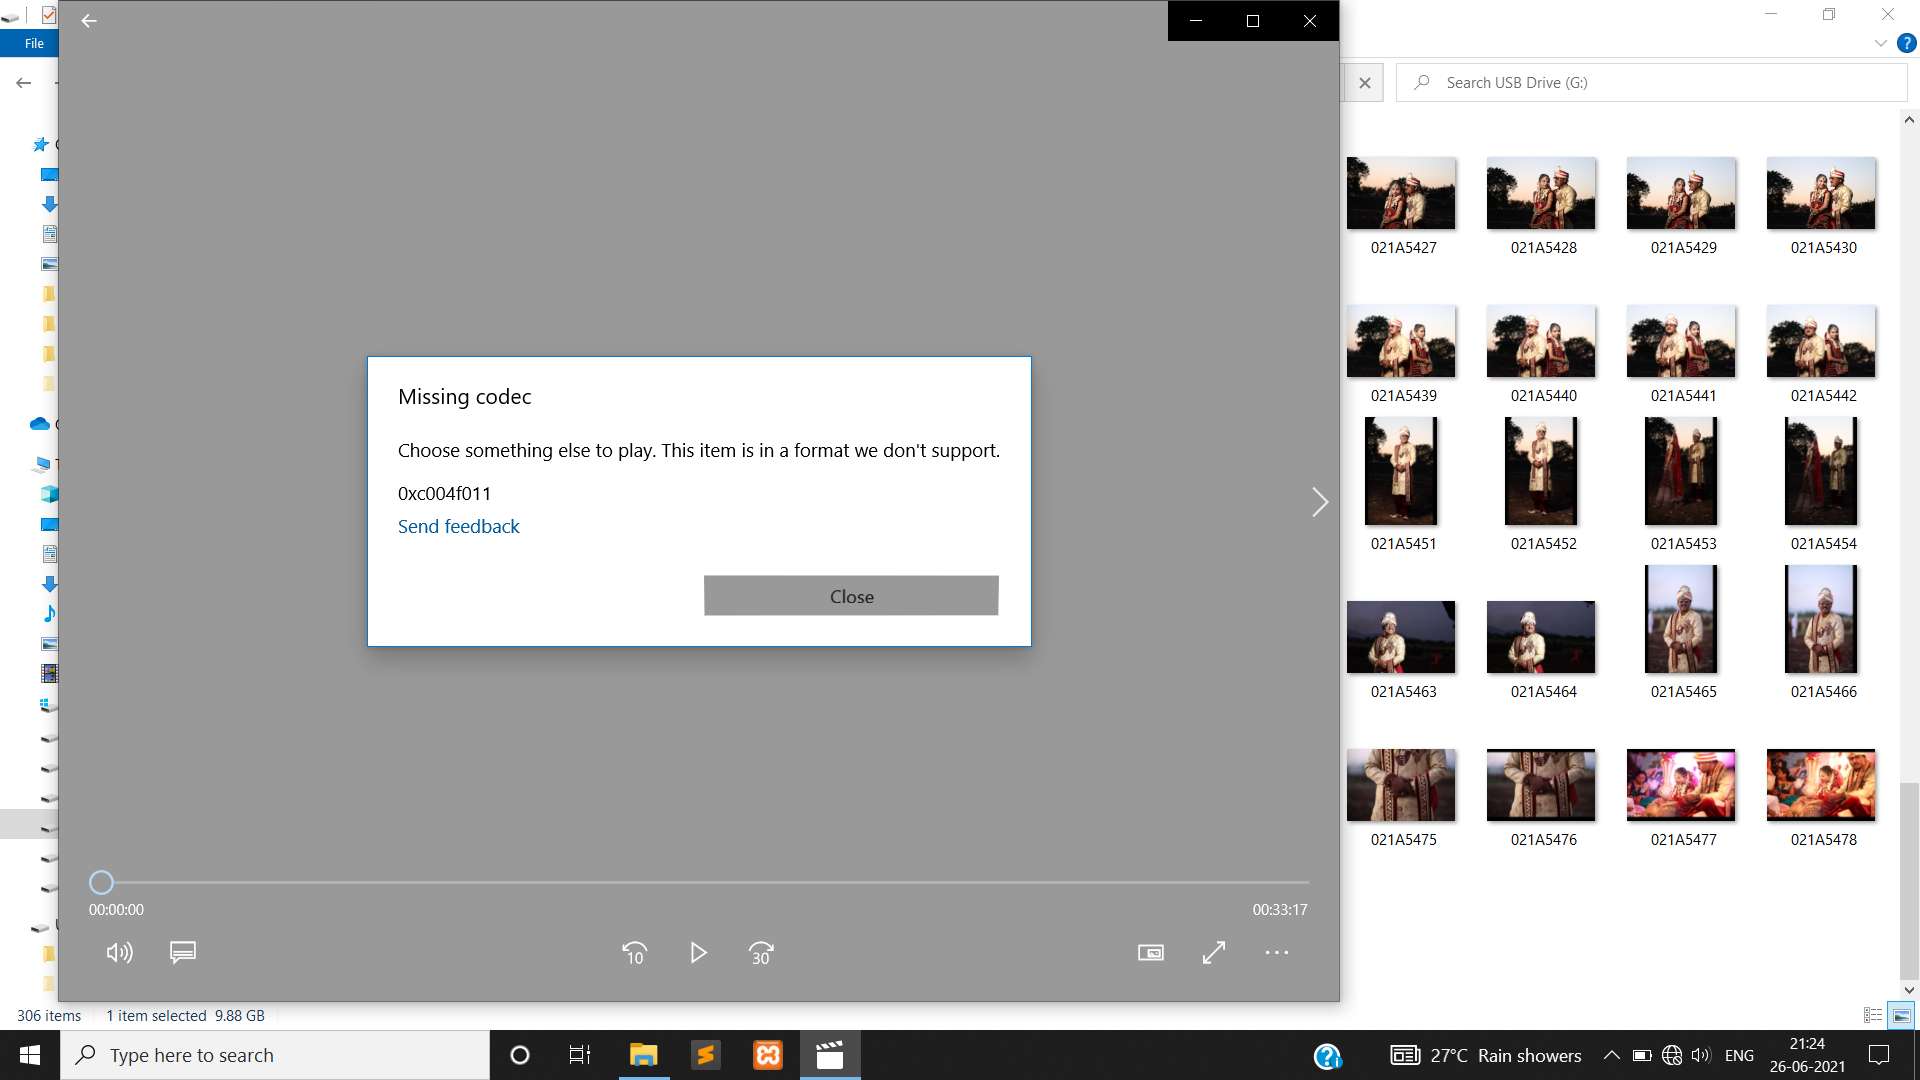 File
Search USB Drive (G:)
021A5427
021A5428
021A5429
021A5430
021A5439
021A5440
021A5441
021A5442
021A5451
021A5452
021A5453
021A5454
021A5463
021A5464
021A5465
021A5466
021A5475
021A5476
021A5477
021A5478
Missing codec
Choose something else to play. This item is in a format we don't support.
0xc004f011
Send feedback
Close
00:00:00
00:33:17
10
30
306 items
1 item selected 9.88 GB
Type here to search
27°C Rain showers
ENG
21:24
26-06-2021